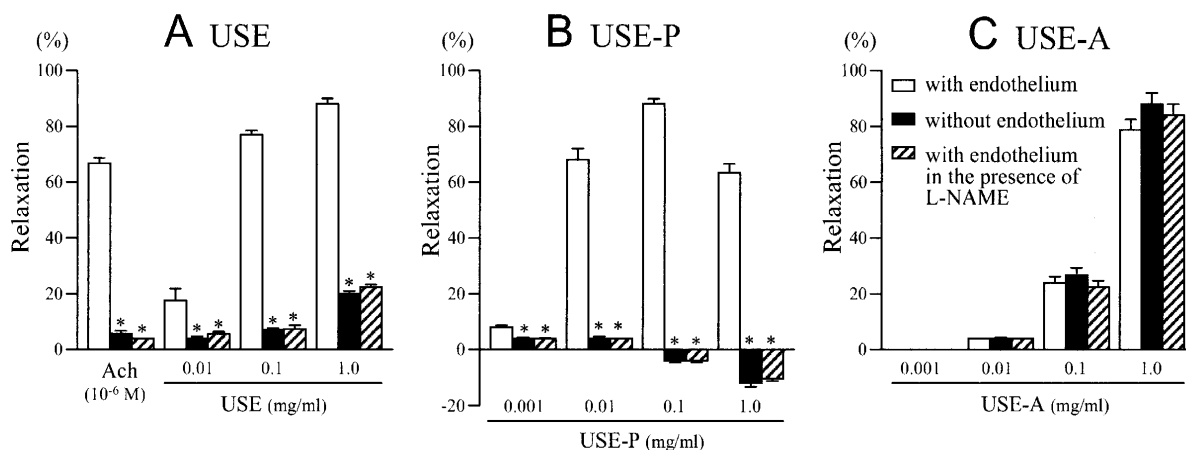 A USE
(%)
Relaxation
100
80
60
40
20
0
* * * * * * * *
Ach
(10⁻⁶ M)
0.01 0.1 1.0
USE (mg/ml)
B USE-P
(%)
Relaxation
100
80
60
40
20
0
-20
* * * * * * * *
0.001 0.01 0.1 1.0
USE-P (mg/ml)
C USE-A
(%)
Relaxation
100
80
60
40
20
0
with endothelium
without endothelium
with endothelium
in the presence of
L-NAME
0.001 0.01 0.1 1.0
USE-A (mg/ml)